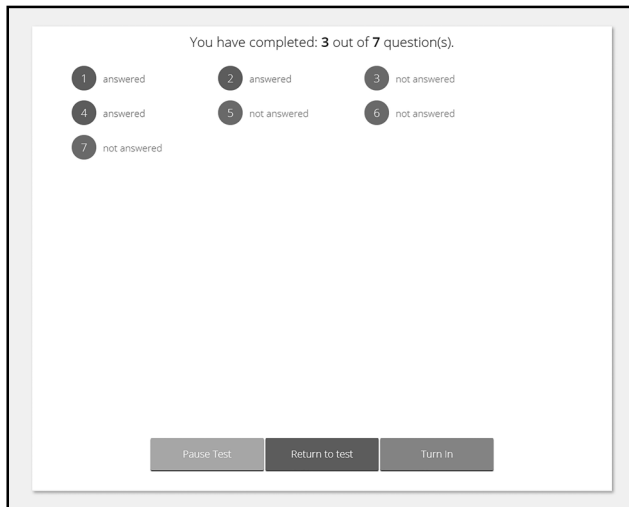 You have completed: 3 out of 7 question(s).
1 answered 2 answered 3 not answered
4 answered 5 not answered 6 not answered
7 not answered
Pause Test Return to test Turn In